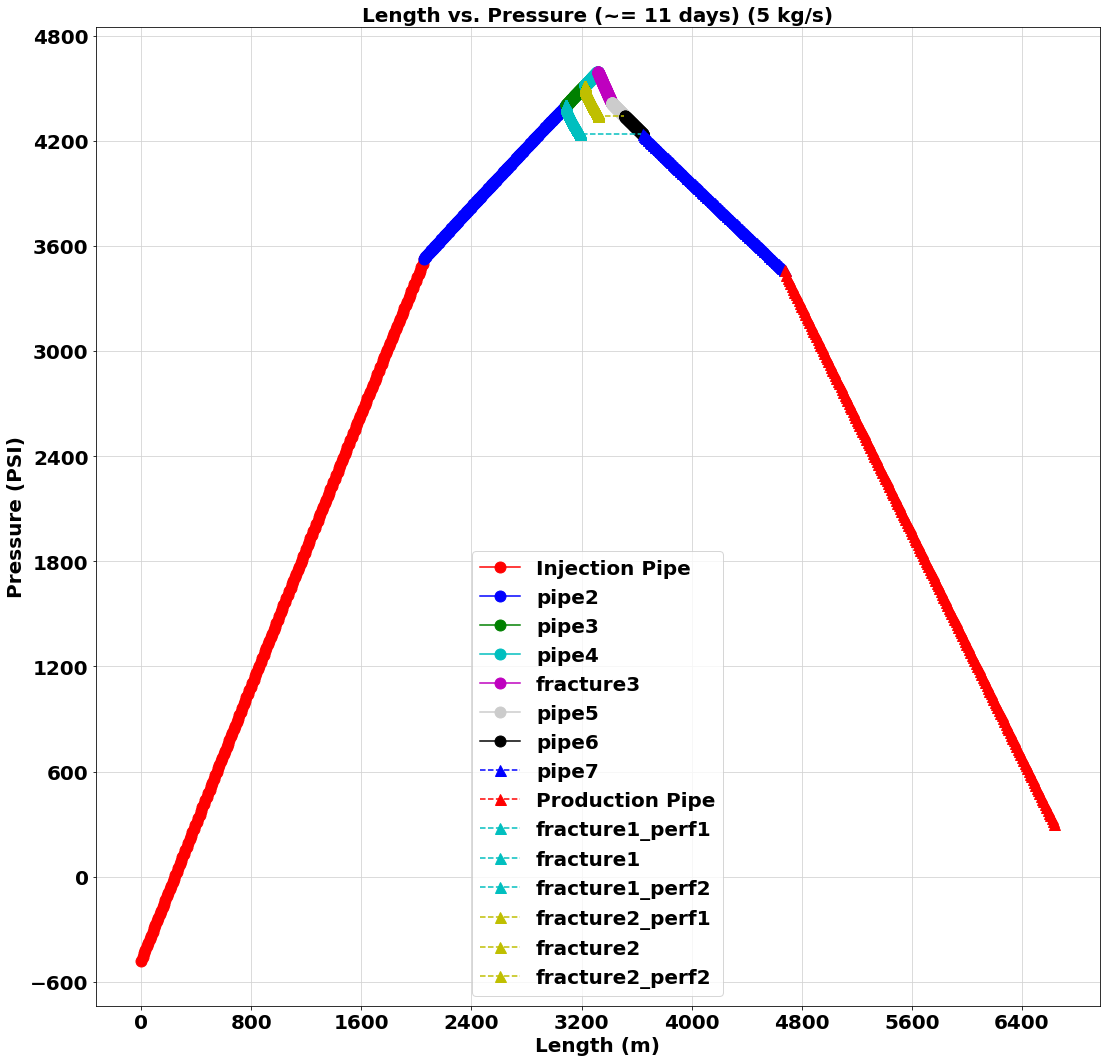 Length vs. Pressure (~= 11 days) (5 kg/s)
4800
4200
3600
3000
2400
1800
1200
600
0
−600
Pressure (PSI)
Injection Pipe
pipe2
pipe3
pipe4
fracture3
pipe5
pipe6
pipe7
Production Pipe
fracture1_perf1
fracture1
fracture1_perf2
fracture2_perf1
fracture2
fracture2_perf2
0 800 1600 2400 3200 4000 4800 5600 6400
Length (m)